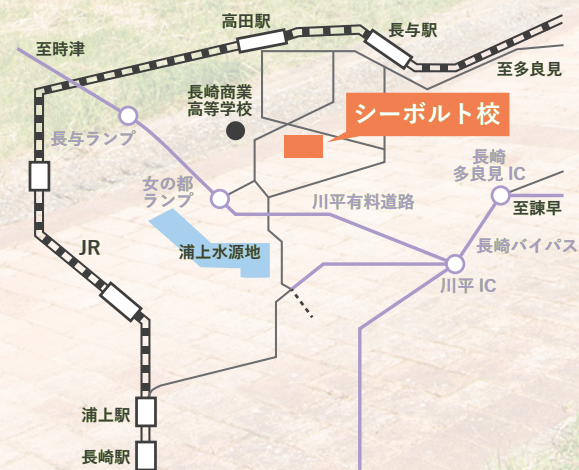 高田駅
長与駅
至時津
至多良見
長崎商業
高等学校
シーボルト校
長与ランプ
長崎
多良見 IC
女の都
ランプ
川平有料道路
至諫早
JR
浦上水源地
長崎バイパス
川平 IC
浦上駅
長崎駅